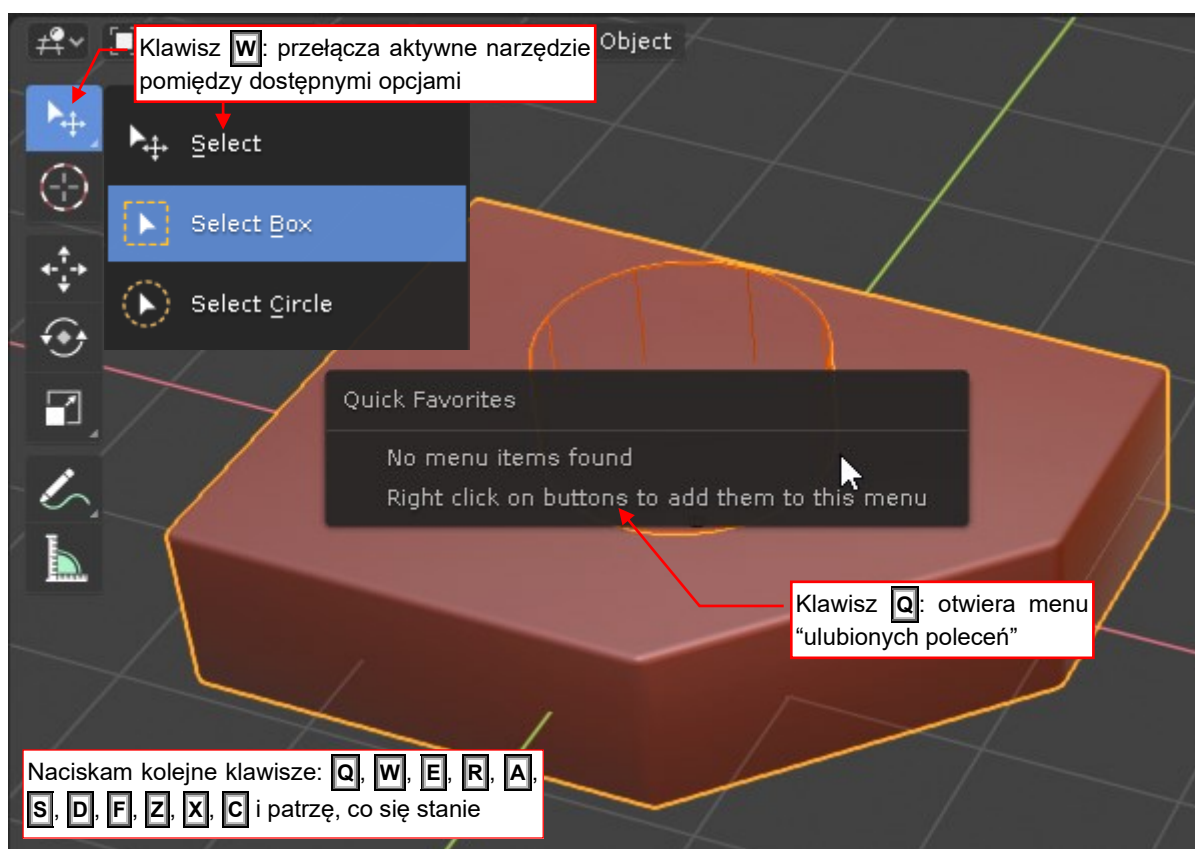 Klawisz W: przełącza aktywne narzędzie
pomiędzy dostępnymi opcjami
Object
Select
Select Box
Select Circle
Quick Favorites
No menu items found
Right click on buttons to add them to this menu
Klawisz Q: otwiera menu
“ulubionych poleceń”
Naciskam kolejne klawisze: Q, W, E, R, A,
S, D, F, Z, X, C i patrzę, co się stanie